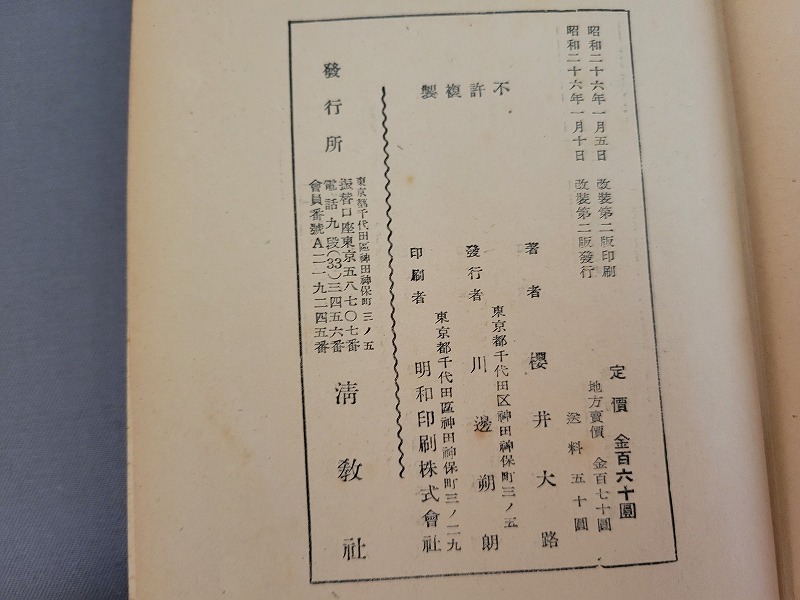 昭和二十六年一月五日 改裝第二版印刷
昭和二十六年一月十日 改裝第二版發行
定價 金百六十圓
地方賣價 金百七十圓
送料 五十圓
不許複製
著者 櫻井大路
東京都千代田区神田神保町三ノ五
發行者 川邊朔朗
東京都千代田區神田神保町三ノ二九
印刷者 明和印刷株式會社
發行所
東京都千代田區神田神保町三ノ五
振替口座東京五八七〇七番
電話九段(33)三四五六番
會員番號A二一九二四五番
淸敎社